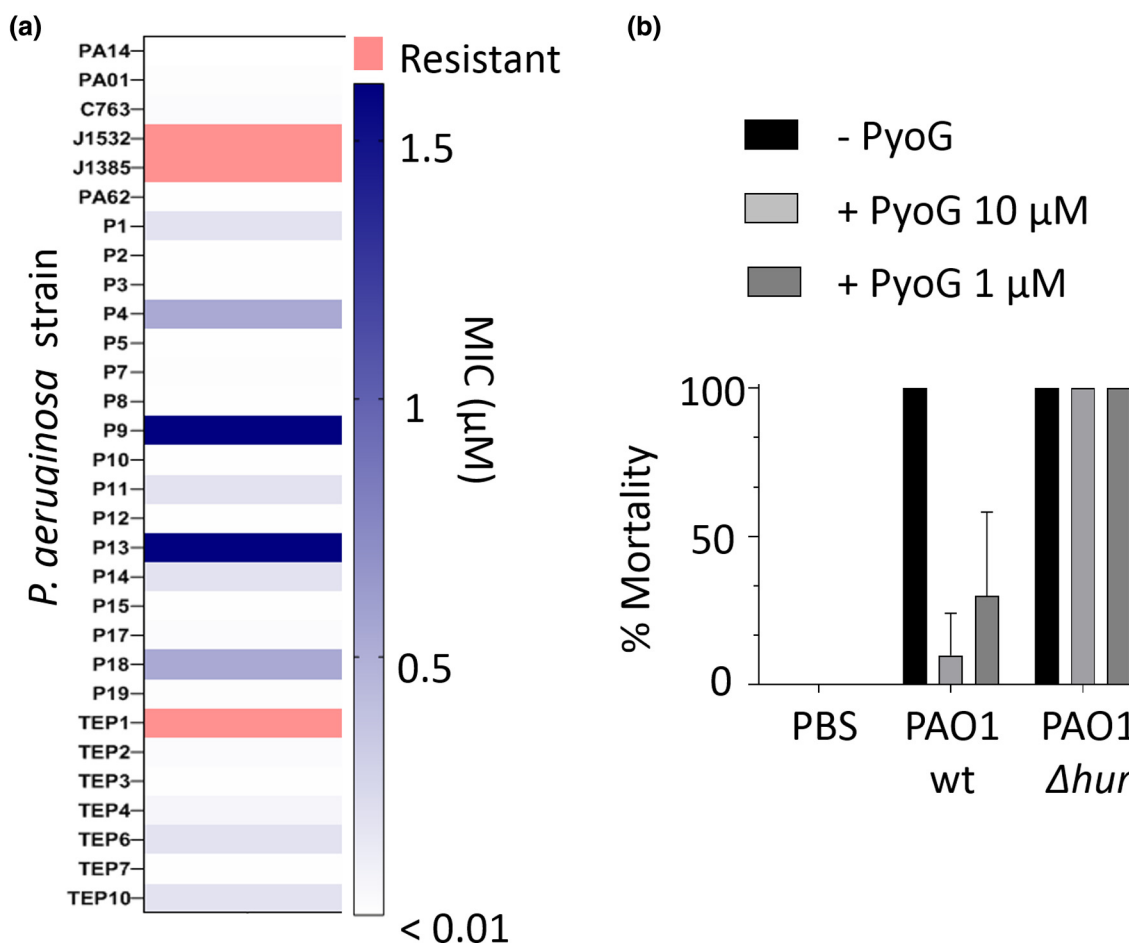 (a)
P. aeruginosa strain
PA14
PA01
C763
J1532
J1385
PA62
P1
P2
P3
P4
P5
P7
P8
P9
P10
P11
P12
P13
P14
P15
P17
P18
P19
TEP1
TEP2
TEP3
TEP4
TEP6
TEP7
TEP10
Resistant
1.5
1
0.5
< 0.01
MIC (µM)
(b)
- PyoG
+ PyoG 10 µM
+ PyoG 1 µM
% Mortality
100
50
0
PBS
PAO1
wt
PAO1
Δhur